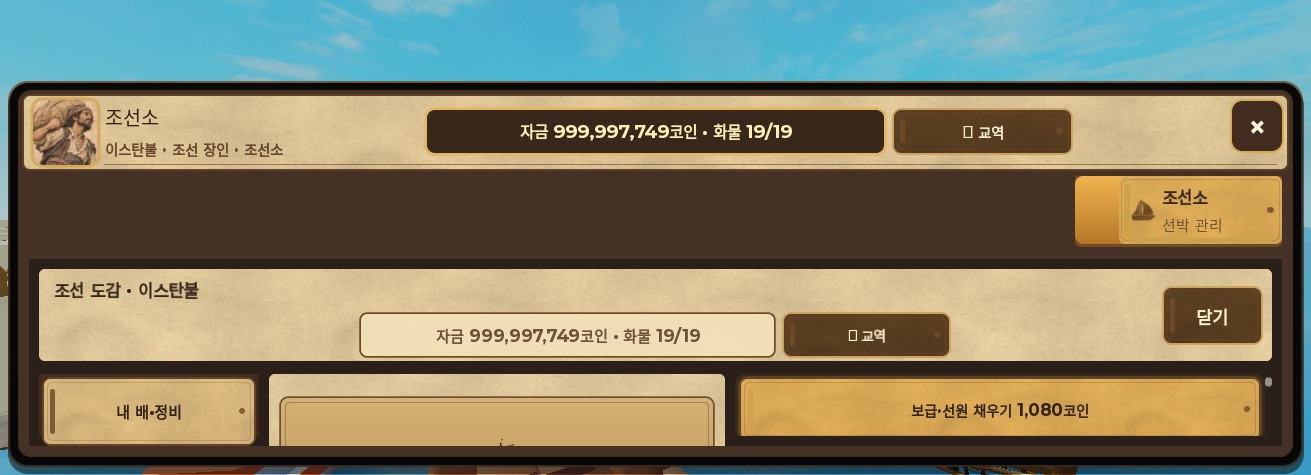 조선소
이스탄불 · 조선 장인 · 조선소
자금 999,997,749코인 • 화물 19/19
교역
×
조선소
선박 관리
조선 도감 • 이스탄불
자금 999,997,749코인 • 화물 19/19
교역
닫기
내 배•정비
보급•선원 채우기 1,080코인